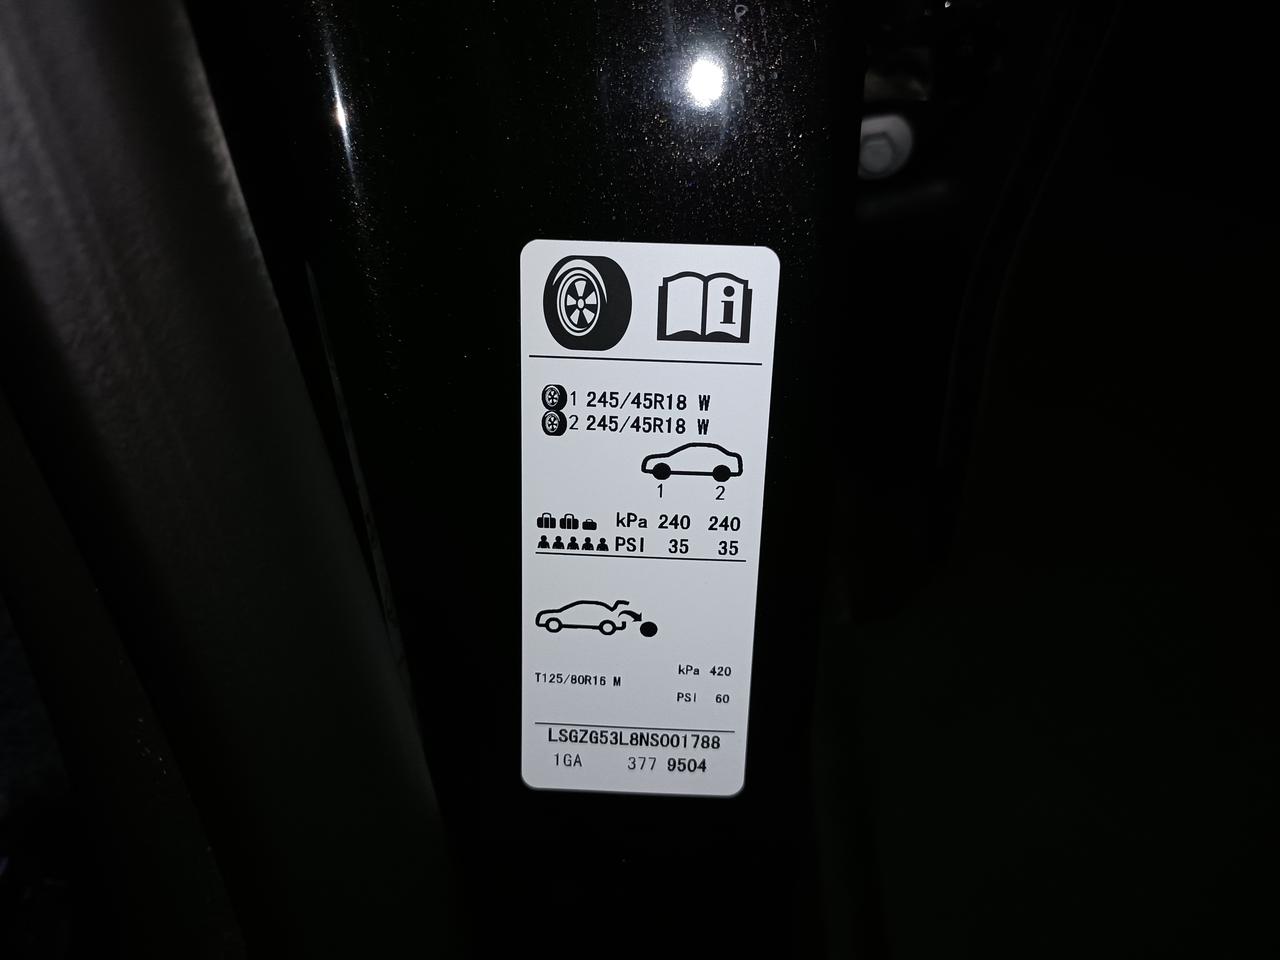 1 245/45R18 W
2 245/45R18 W
1 2
kPa 240 240
PSI 35 35
kPa 420
T125/80R16 M
PSI 60
LSGZG53L8NS001788
1GA 377 9504